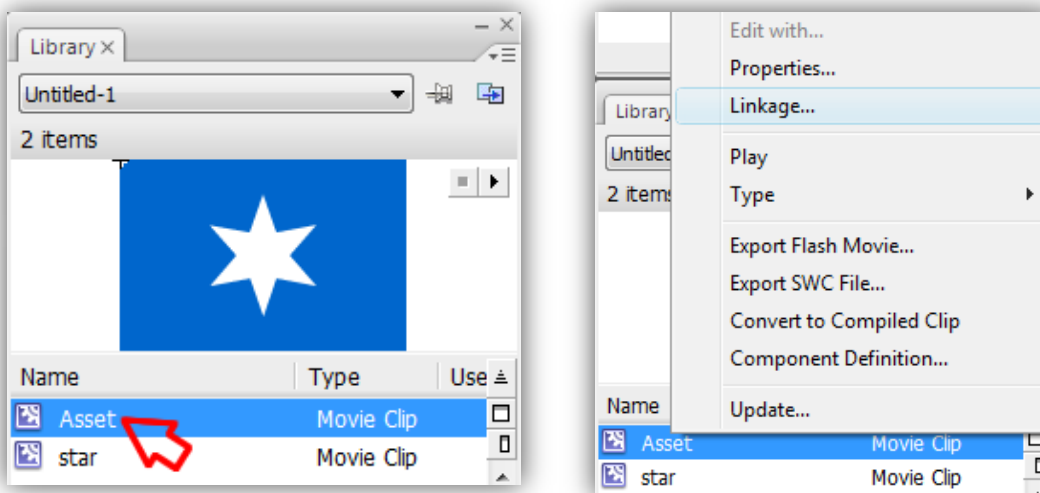 Library
Untitled-1
2 items
Name Type Use
Asset Movie Clip
star Movie Clip
Edit with...
Properties...
Linkage...
Play
Type
Export Flash Movie...
Export SWC File...
Convert to Compiled Clip
Component Definition...
Update...
Library
Untitled
2 items
Name
Asset Movie Clip
star Movie Clip